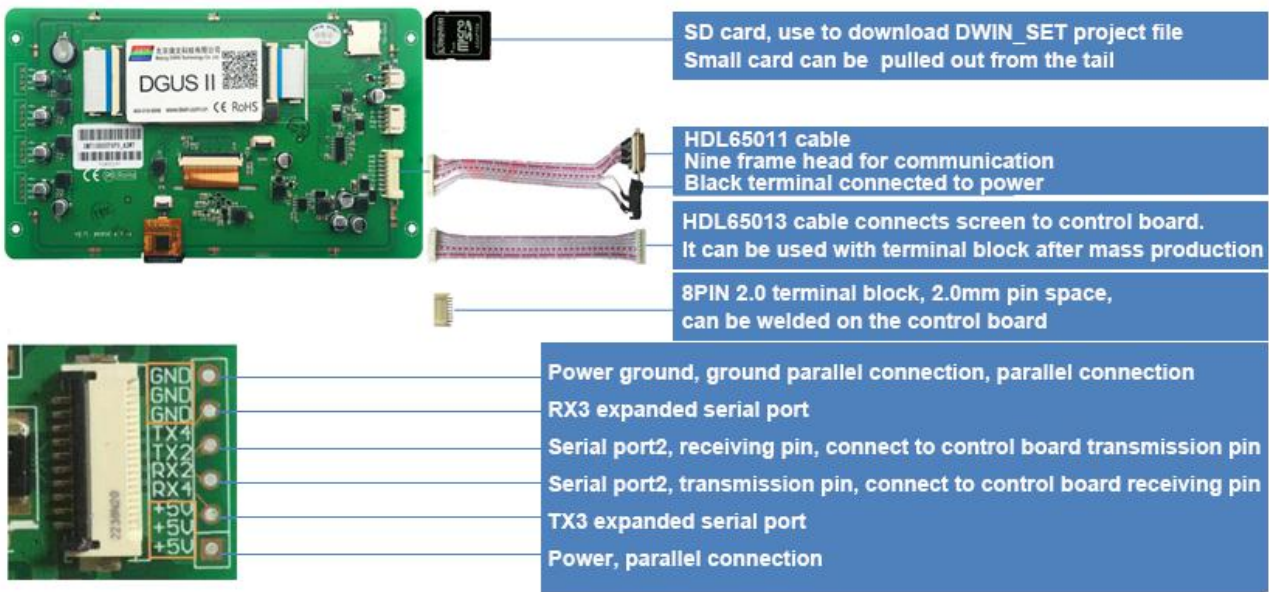 SD card, use to download DWIN_SET project file
Small card can be pulled out from the tail
DGUS II
CE RoHS
HDL65011 cable
Nine frame head for communication
Black terminal connected to power
HDL65013 cable connects screen to control board.
It can be used with terminal block after mass production
8PIN 2.0 terminal block, 2.0mm pin space,
can be welded on the control board
GND
GND
GND
TX4
TX2
RX2
RX4
+5V
+5V
+5V
Power ground, ground parallel connection, parallel connection
RX3 expanded serial port
Serial port2, receiving pin, connect to control board transmission pin
Serial port2, transmission pin, connect to control board receiving pin
TX3 expanded serial port
Power, parallel connection